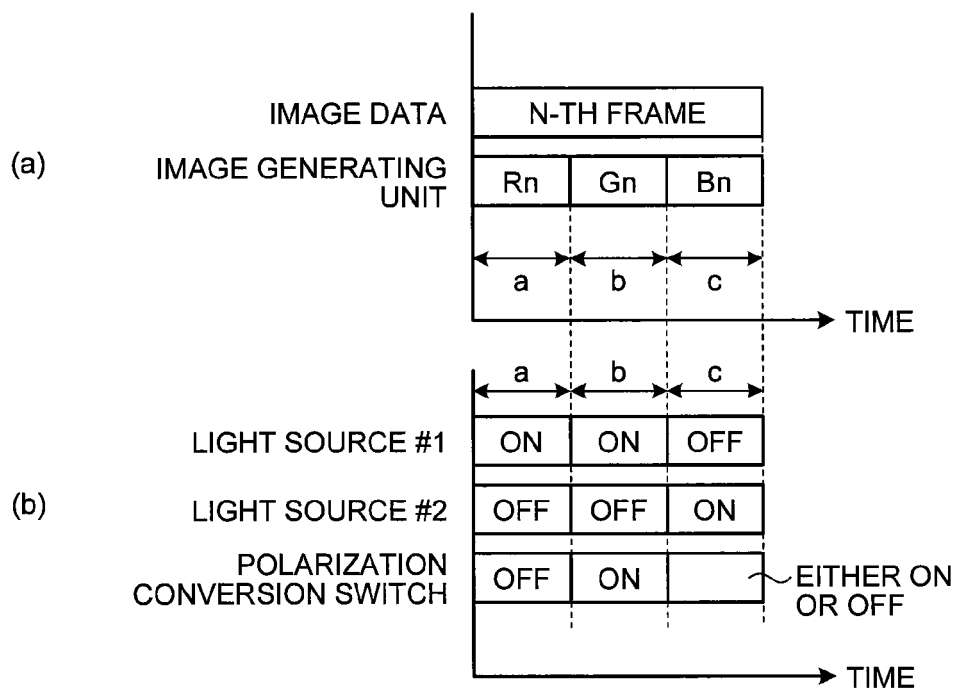 IMAGE DATA N-TH FRAME
(a) IMAGE GENERATING
UNIT Rn Gn Bn
a b c
TIME
a b c
LIGHT SOURCE #1 ON ON OFF
(b) LIGHT SOURCE #2 OFF OFF ON
POLARIZATION
CONVERSION SWITCH OFF ON EITHER ON
OR OFF
TIME